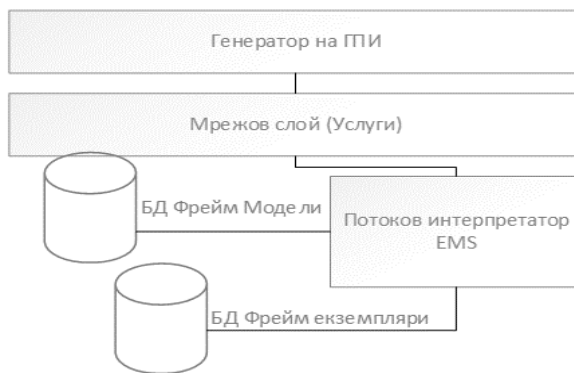 Генератор на ГПИ
Мрежов слой (Услуги)
БД Фрейм Модели
Потоков интерпретатор
EMS
БД Фрейм екземпляри